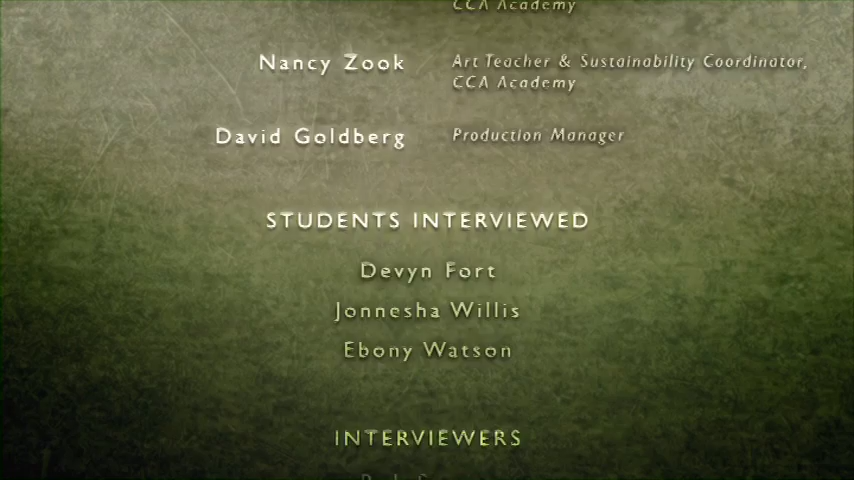 CCA Academy
Nancy Zook Art Teacher & Sustainability Coordinator,
CCA Academy
David Goldberg Production Manager
STUDENTS INTERVIEWED
Devyn Fort
Jonnesha Willis
Ebony Watson
INTERVIEWERS